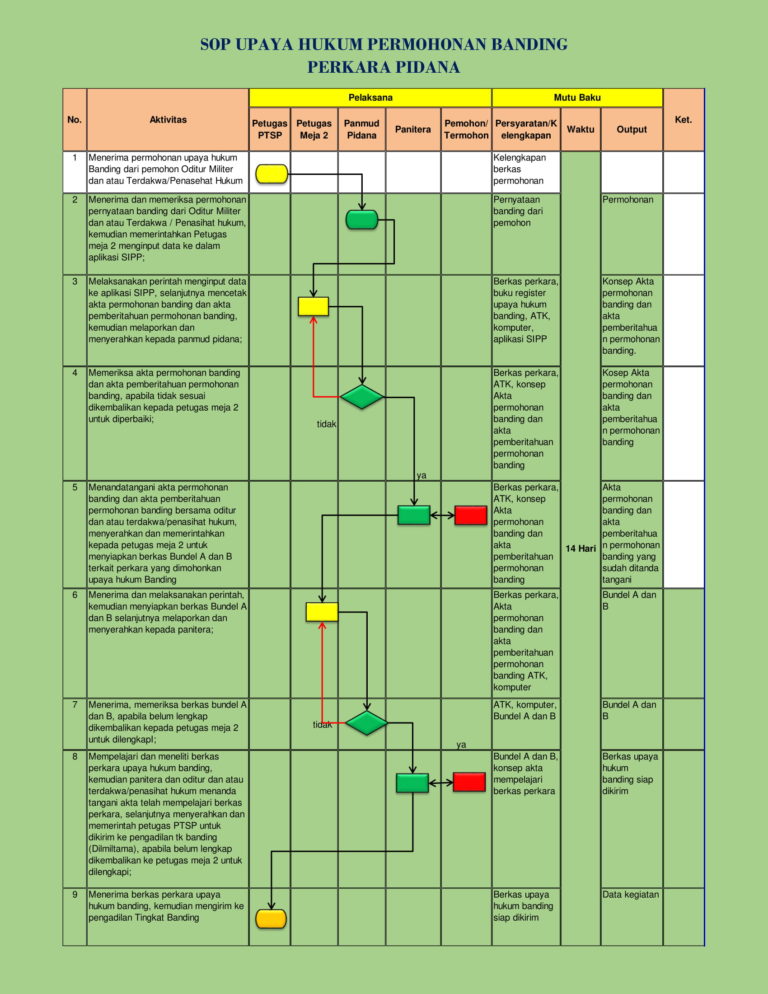 SOP UPAYA HUKUM PERMOHONAN BANDING
PERKARA PIDANA
No.
Aktivitas
Pelaksana
Mutu Baku
Ket.
Petugas
PTSP
Petugas
Meja 2
Panmud
Pidana
Panitera
Pemohon/
Termohon
Persyaratan/K
elengkapan
Waktu
Output
1
Menerima permohonan upaya hukum
Banding dari pemohon Oditur Militer
dan atau Terdakwa/Penasehat Hukum
Kelengkapan
berkas
permohonan
2
Menerima dan memeriksa permohonan
pernyataan banding dari Oditur Militer
dan atau Terdakwa / Penasihat hukum,
kemudian memerintahkan Petugas
meja 2 menginput data ke dalam
aplikasi SIPP;
Pernyataan
banding dari
pemohon
Permohonan
3
Melaksanakan perintah menginput data
ke aplikasi SIPP, selanjutnya mencetak
akta permohonan banding dan akta
pemberitahuan permohonan banding,
kemudian melaporkan dan
menyerahkan kepada panmud pidana;
Berkas perkara,
buku register
upaya hukum
banding, ATK,
komputer,
aplikasi SIPP
Konsep Akta
permohonan
banding dan
akta
pemberitahua
n permohonan
banding.
4
Memeriksa akta permohonan banding
dan akta pemberitahuan permohonan
banding, apabila tidak sesuai
dikembalikan kepada petugas meja 2
untuk diperbaiki;
tidak
ya
Berkas perkara,
ATK, konsep
Akta
permohonan
banding dan
akta
pemberitahuan
permohonan
banding
Kosep Akta
permohonan
banding dan
akta
pemberitahua
n permohonan
banding
5
Menandatangani akta permohonan
banding dan akta pemberitahuan
permohonan banding bersama oditur
dan atau terdakwa/penasihat hukum,
menyerahkan dan memerintahkan
kepada petugas meja 2 untuk
menyiapkan berkas Bundel A dan B
terkait perkara yang dimohonkan
upaya hukum Banding
Berkas perkara,
ATK, konsep
Akta
permohonan
banding dan
akta
pemberitahuan
permohonan
banding
14 Hari
Akta
permohonan
banding dan
akta
pemberitahua
n permohonan
banding yang
sudah ditanda
tangani
6
Menerima dan melaksanakan perintah,
kemudian menyiapkan berkas Bundel A
dan B selanjutnya melaporkan dan
menyerahkan kepada panitera;
Berkas perkara,
Akta
permohonan
banding dan
akta
pemberitahuan
permohonan
banding ATK,
komputer
Bundel A dan
B
7
Menerima, memeriksa berkas bundel A
dan B, apabila belum lengkap
dikembalikan kepada petugas meja 2
untuk dilengkapI;
tidak
ya
ATK, komputer,
Bundel A dan B
Bundel A dan
B
8
Mempelajari dan meneliti berkas
perkara upaya hukum banding,
kemudian panitera dan oditur dan atau
terdakwa/penasihat hukum menanda
tangani akta telah mempelajari berkas
perkara, selanjutnya menyerahkan dan
memerintah petugas PTSP untuk
dikirim ke pengadilan tk banding
(Dilmiltama), apabila belum lengkap
dikembalikan ke petugas meja 2 untuk
dilengkapi;
Bundel A dan B,
konsep akta
mempelajari
berkas perkara
Berkas upaya
hukum
banding siap
dikirim
9
Menerima berkas perkara upaya
hukum banding, kemudian mengirim ke
pengadilan Tingkat Banding
Berkas upaya
hukum banding
siap dikirim
Data kegiatan